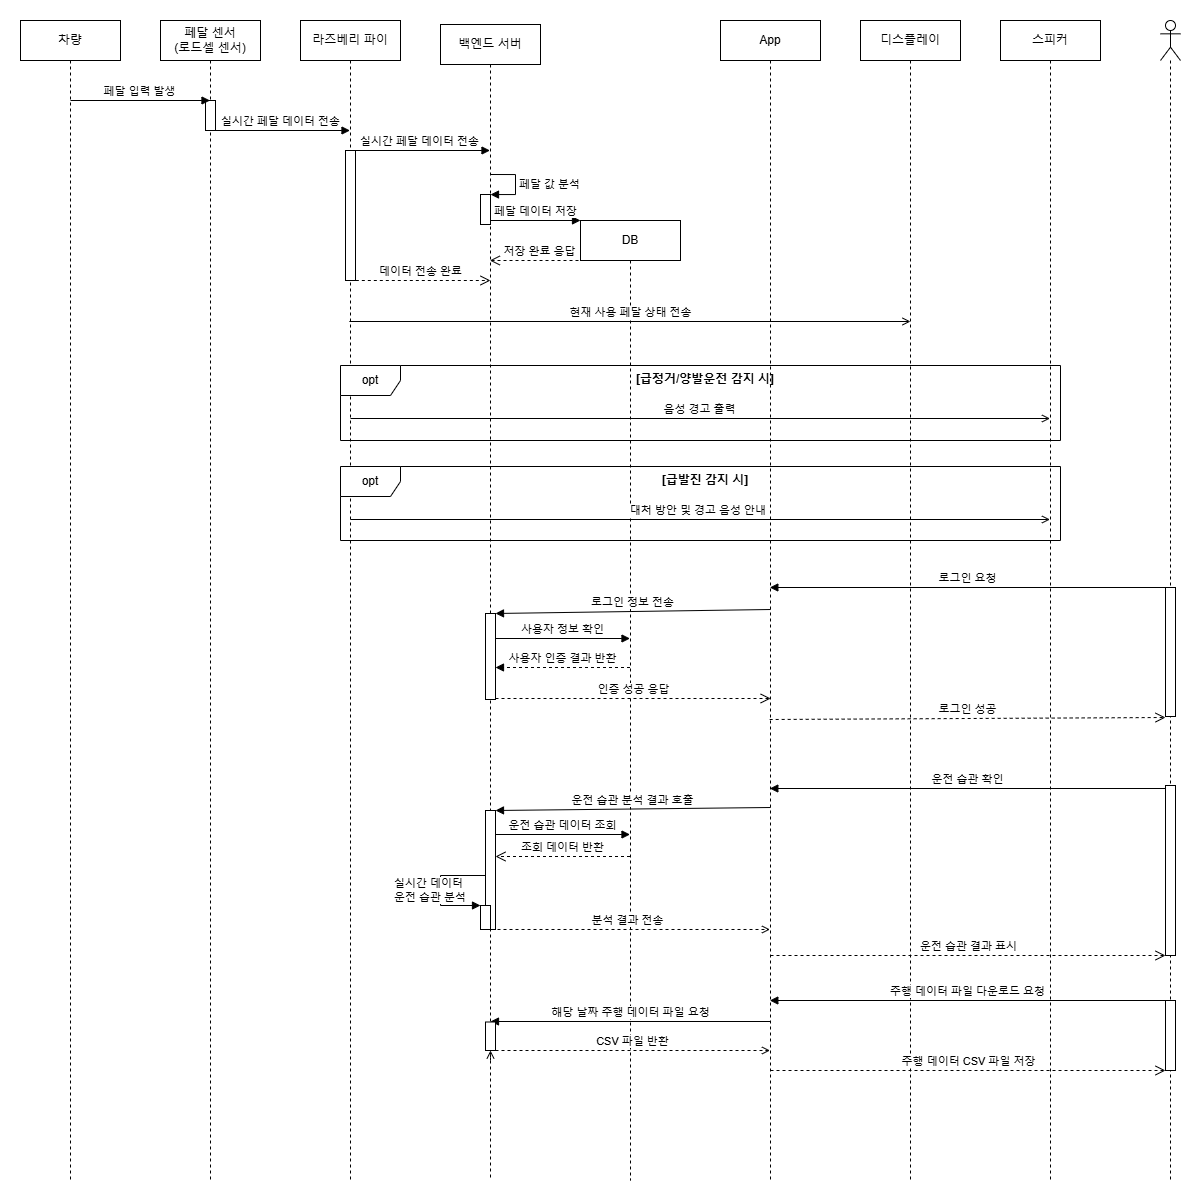 차량
페달 센서
(로드셀 센서)
라즈베리 파이
백엔드 서버
App
디스플레이
스피커
페달 입력 발생
실시간 페달 데이터 전송
실시간 페달 데이터 전송
페달 값 분석
페달 데이터 저장
DB
저장 완료 응답
데이터 전송 완료
현재 사용 페달 상태 전송
opt
[급정거/양발운전 감지 시]
음성 경고 출력
opt
[급발진 감지 시]
대처 방안 및 경고 음성 안내
로그인 요청
로그인 정보 전송
사용자 정보 확인
사용자 인증 결과 반환
인증 성공 응답
로그인 성공
운전 습관 확인
운전 습관 분석 결과 호출
운전 습관 데이터 조회
조회 데이터 반환
실시간 데이터
운전 습관 분석
분석 결과 전송
운전 습관 결과 표시
주행 데이터 파일 다운로드 요청
해당 날짜 주행 데이터 파일 요청
CSV 파일 반환
주행 데이터 CSV 파일 저장